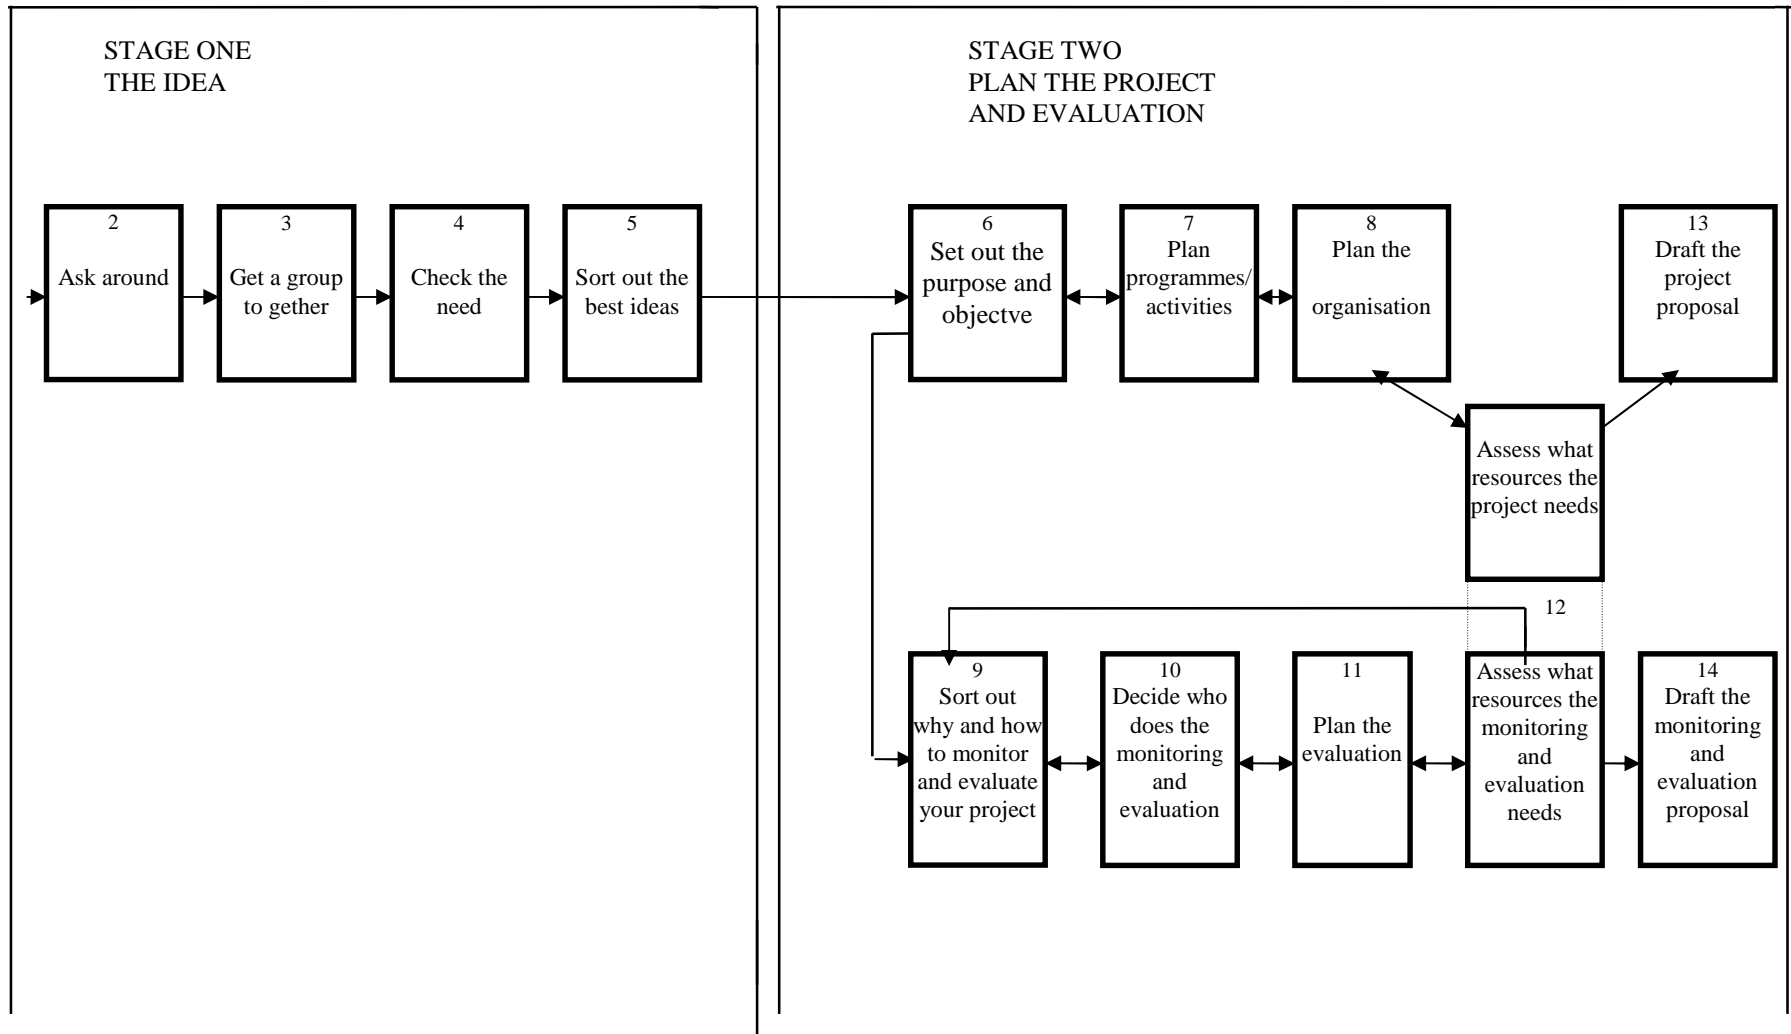 STAGE ONE
THE IDEA
STAGE TWO
PLAN THE PROJECT
AND EVALUATION
2
Ask around
3
Get a group
to gether
4
Check the
need
5
Sort out the
best ideas
6
Set out the
purpose and
objectve
7
Plan
programmes/
activities
8
Plan the
organisation
13
Draft the
project
proposal
Assess what
resources the
project needs
12
9
Sort out
why and how
to monitor
and evaluate
your project
10
Decide who
does the
monitoring
and
evaluation
11
Plan the
evaluation
Assess what
resources the
monitoring
and
evaluation
needs
14
Draft the
monitoring
and
evaluation
proposal